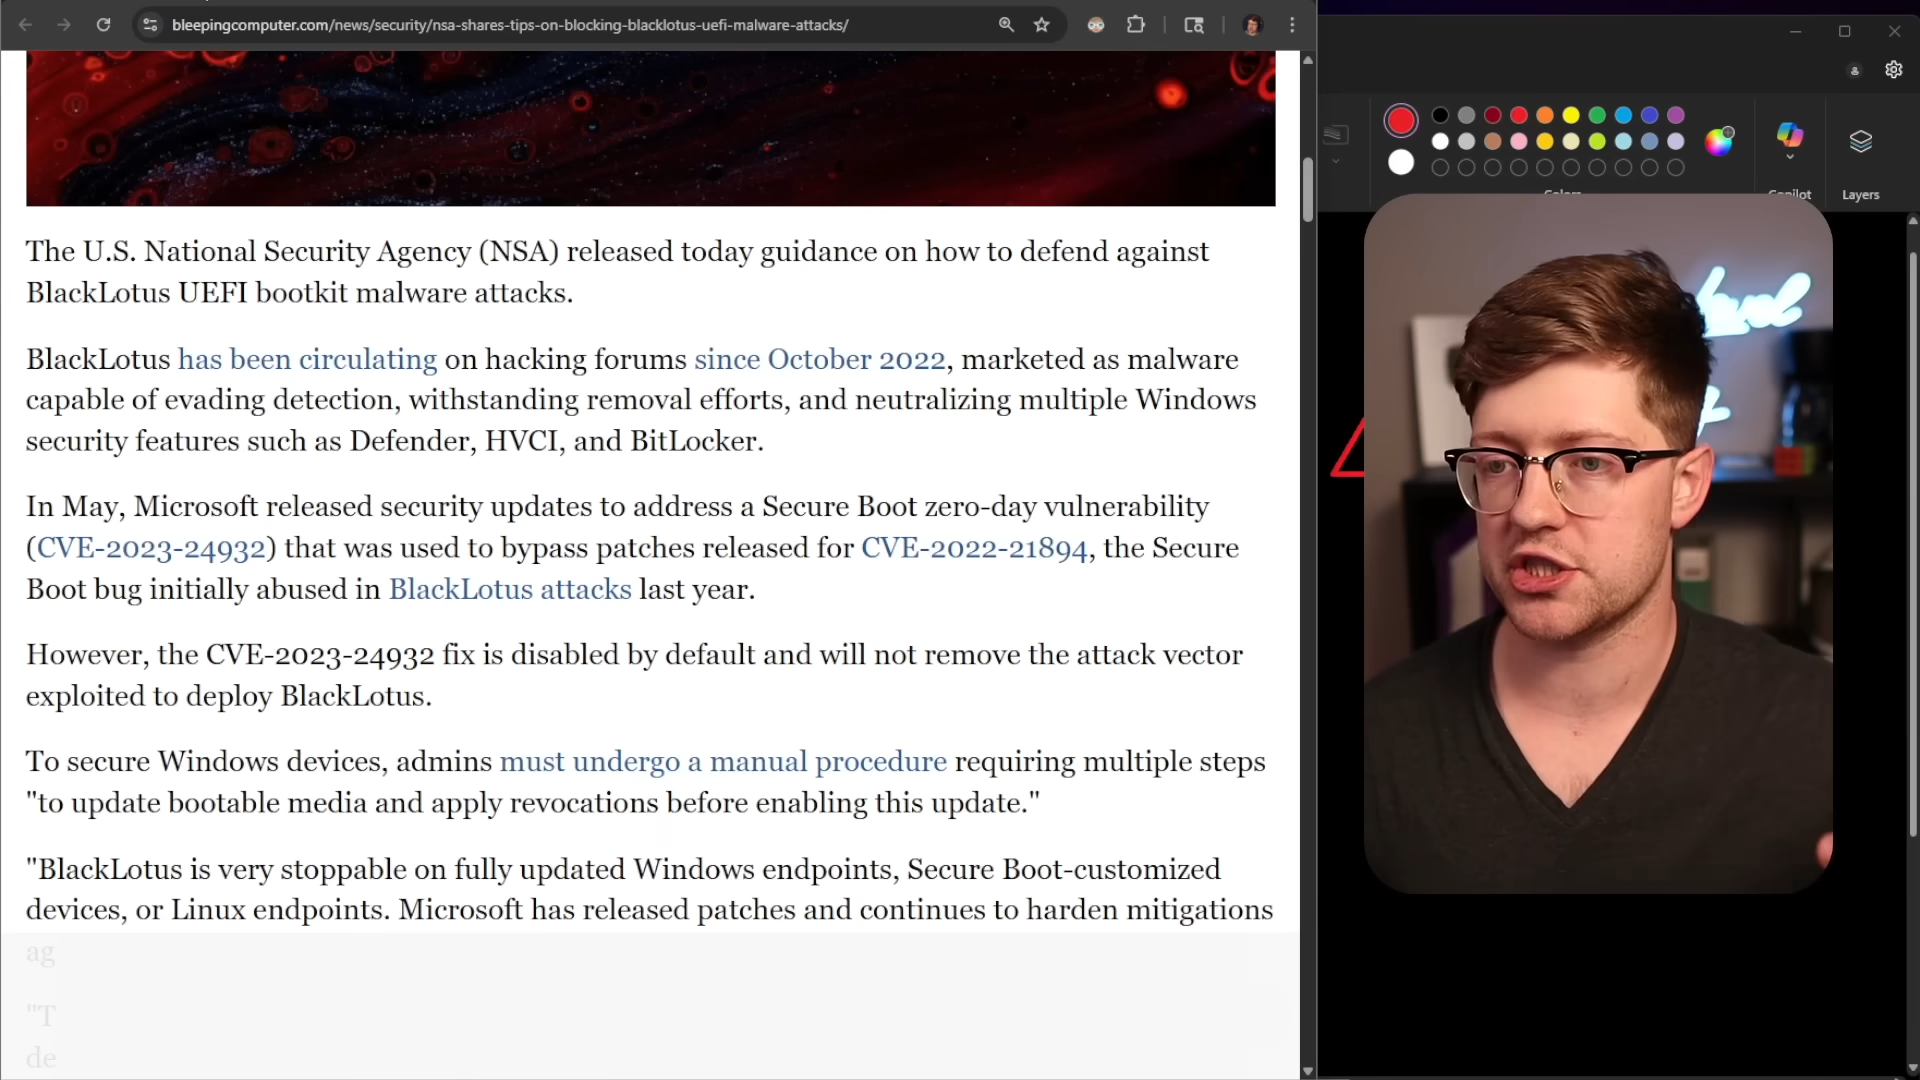 bleepingcomputer.com/news/security/nsa-shares-tips-on-blocking-blacklotus-uefi-malware-attacks/
The U.S. National Security Agency (NSA) released today guidance on how to defend against
BlackLotus UEFI bootkit malware attacks.
BlackLotus has been circulating on hacking forums since October 2022, marketed as malware
capable of evading detection, withstanding removal efforts, and neutralizing multiple Windows
security features such as Defender, HVCI, and BitLocker.
In May, Microsoft released security updates to address a Secure Boot zero-day vulnerability
(CVE-2023-24932) that was used to bypass patches released for CVE-2022-21894, the Secure
Boot bug initially abused in BlackLotus attacks last year.
However, the CVE-2023-24932 fix is disabled by default and will not remove the attack vector
exploited to deploy BlackLotus.
To secure Windows devices, admins must undergo a manual procedure requiring multiple steps
"to update bootable media and apply revocations before enabling this update."
"BlackLotus is very stoppable on fully updated Windows endpoints, Secure Boot-customized
devices, or Linux endpoints. Microsoft has released patches and continues to harden mitigations
ag
"T
de
Colors
Copilot
Layers